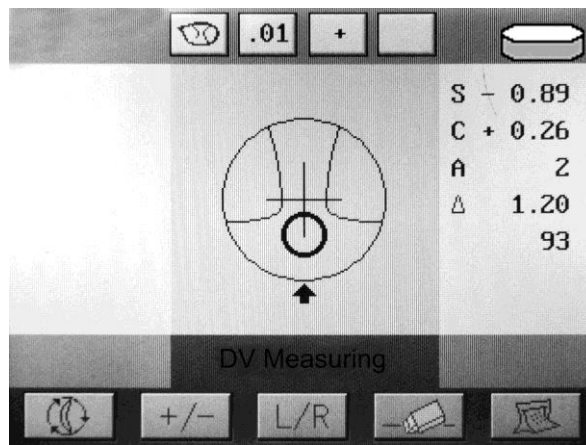 .01 +
S - 0.89
C + 0.26
A 2
Δ 1.20
93
DV Measuring
+/- L/R